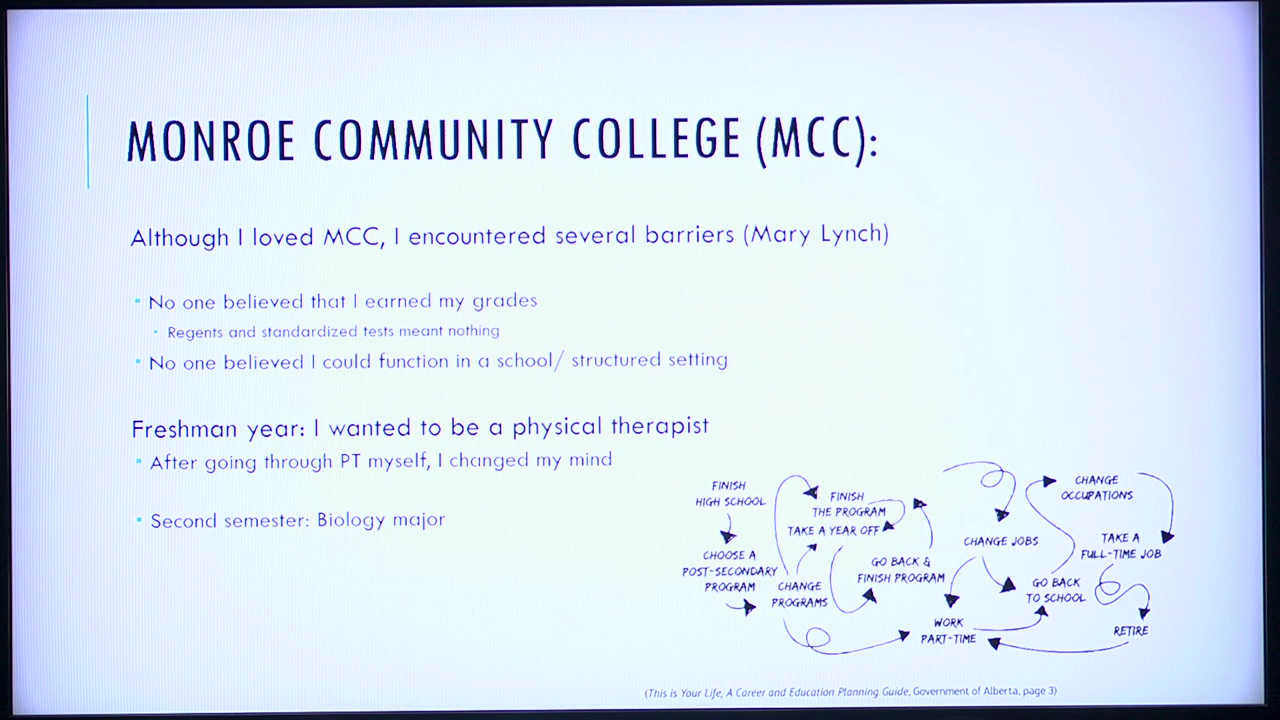 MONROE COMMUNITY COLLEGE (MCC):
Although I loved MCC, I encountered several barriers (Mary Lynch)
No one believed that I earned my grades
Regents and standardized tests meant nothing
No one believed I could function in a school/ structured setting
Freshman year: I wanted to be a physical therapist
After going through PT myself, I changed my mind
Second semester: Biology major
FINISH
HIGH SCHOOL
CHOOSE A
POST-SECONDARY
PROGRAM
CHANGE
PROGRAMS
FINISH
THE PROGRAM
TAKE A YEAR OFF
GO BACK &
FINISH PROGRAM
CHANGE JOBS
WORK
PART-TIME
GO BACK
TO SCHOOL
CHANGE
OCCUPATIONS
TAKE A
FULL-TIME JOB
RETIRE
(This is Your Life, A Career and Education Planning Guide, Government of Alberta, page 3)